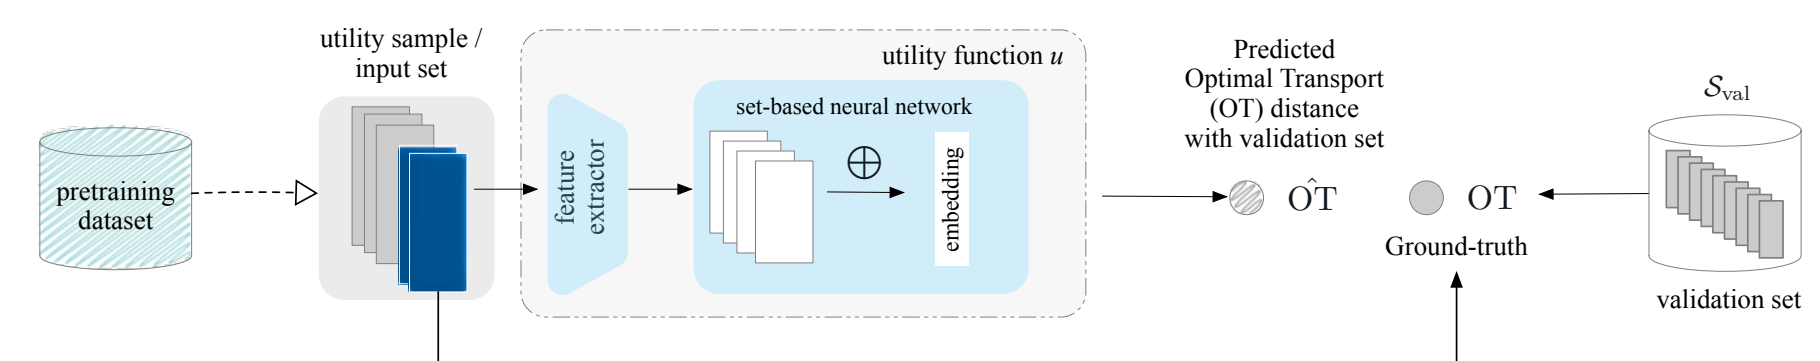 utility sample /
input set
pretraining
dataset
utility function u
feature
extractor
set-based neural network
⊕
embedding
Predicted
Optimal Transport
(OT) distance
with validation set
OT̂
OT
Ground-truth
𝒮val
validation set